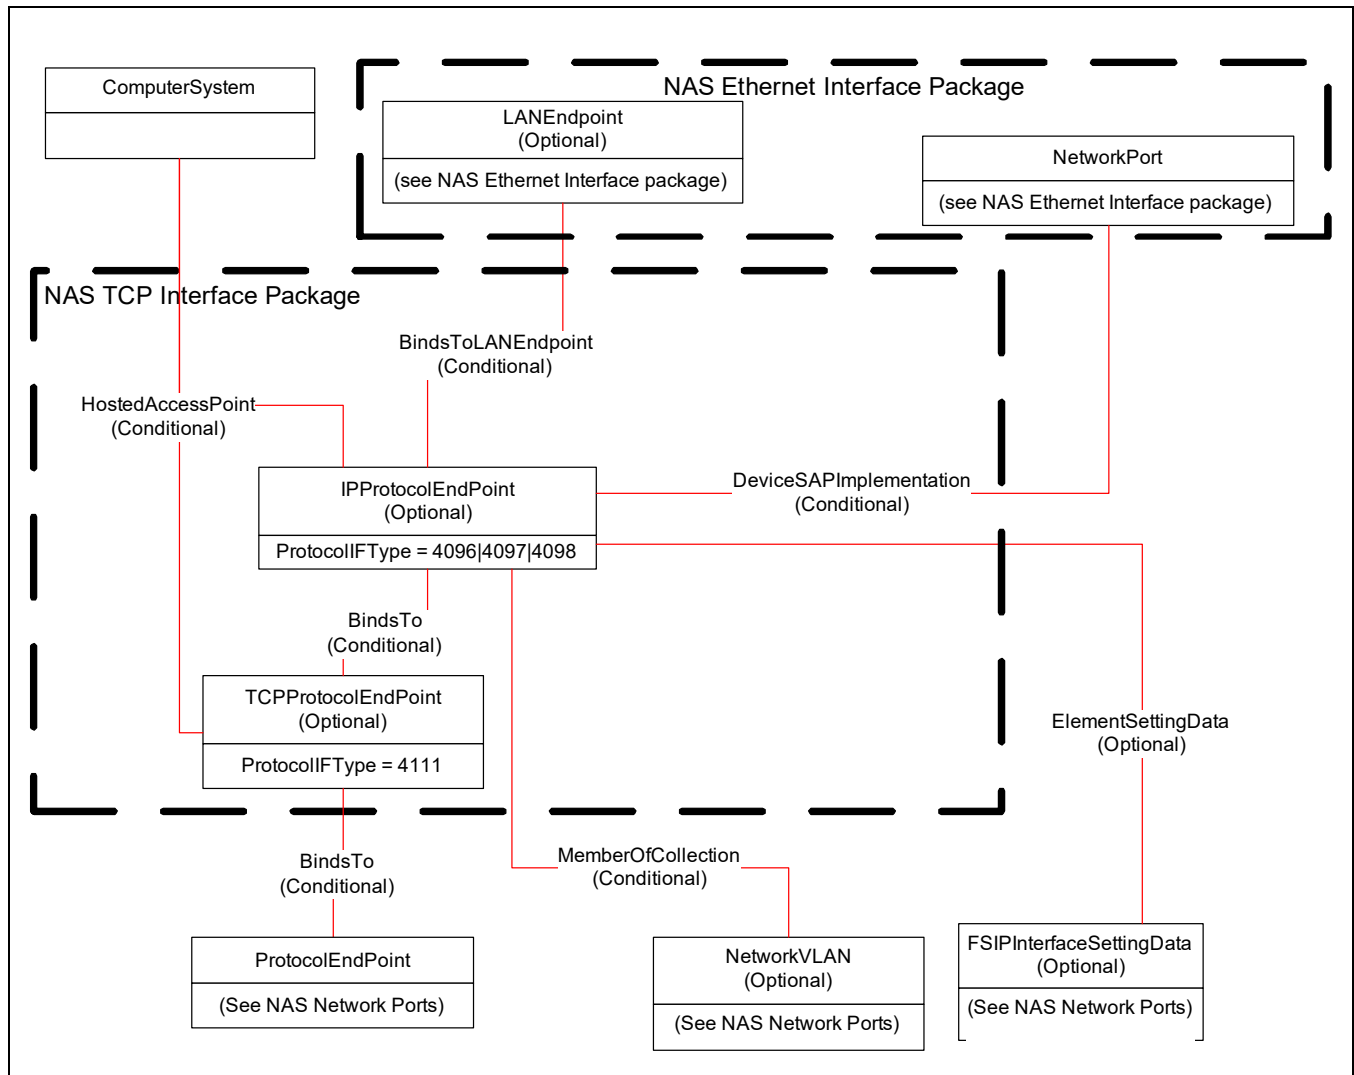 ComputerSystem
NAS Ethernet Interface Package
LANEndpoint
(Optional)
(see NAS Ethernet Interface package)
NetworkPort
(see NAS Ethernet Interface package)
NAS TCP Interface Package
BindsToLANEndpoint
(Conditional)
HostedAccessPoint
(Conditional)
IPProtocolEndPoint
(Optional)
ProtocolIFType = 4096|4097|4098
DeviceSAPImplementation
(Conditional)
BindsTo
(Conditional)
TCPProtocolEndPoint
(Optional)
ProtocolIFType = 4111
ElementSettingData
(Optional)
BindsTo
(Conditional)
MemberOfCollection
(Conditional)
ProtocolEndPoint
(See NAS Network Ports)
NetworkVLAN
(Optional)
(See NAS Network Ports)
FSIPInterfaceSettingData
(Optional)
(See NAS Network Ports)